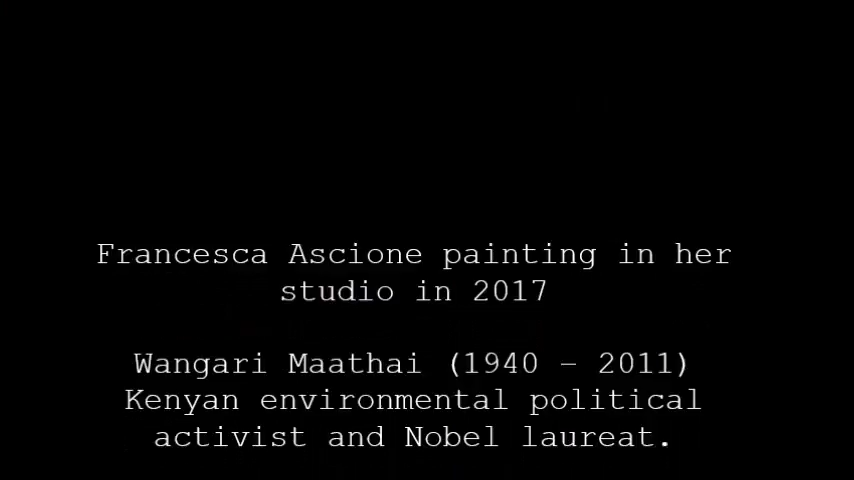 Francesca Ascione painting in her
studio in 2017
Wangari Maathai (1940 – 2011)
Kenyan environmental political
activist and Nobel laureat.